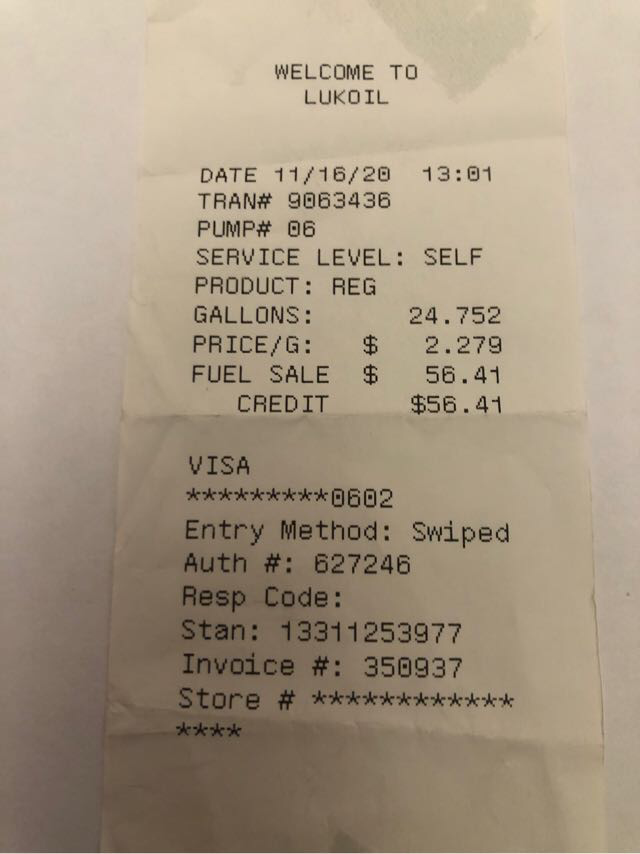 WELCOME TO
LUKOIL
DATE 11/16/20 13:01
TRAN# 9063436
PUMP# 06
SERVICE LEVEL: SELF
PRODUCT: REG
GALLONS: 24.752
PRICE/G: $ 2.279
FUEL SALE $ 56.41
CREDIT $56.41
VISA
*********0602
Entry Method: Swiped
Auth #: 627246
Resp Code:
Stan: 13311253977
Invoice #: 350937
Store # ************
****